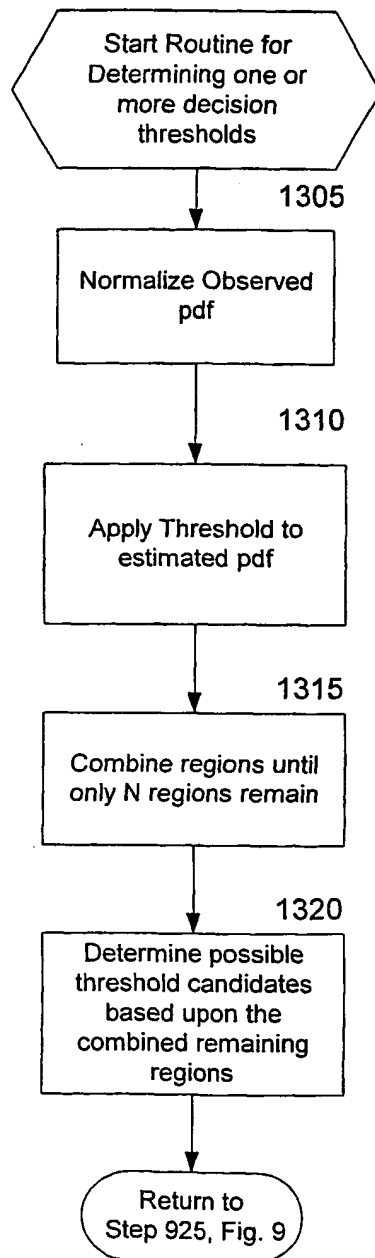 Start Routine for
Determining one or
more decision
thresholds
1305
Normalize Observed
pdf
1310
Apply Threshold to
estimated pdf
1315
Combine regions until
only N regions remain
1320
Determine possible
threshold candidates
based upon the
combined remaining
regions
Return to
Step 925, Fig. 9